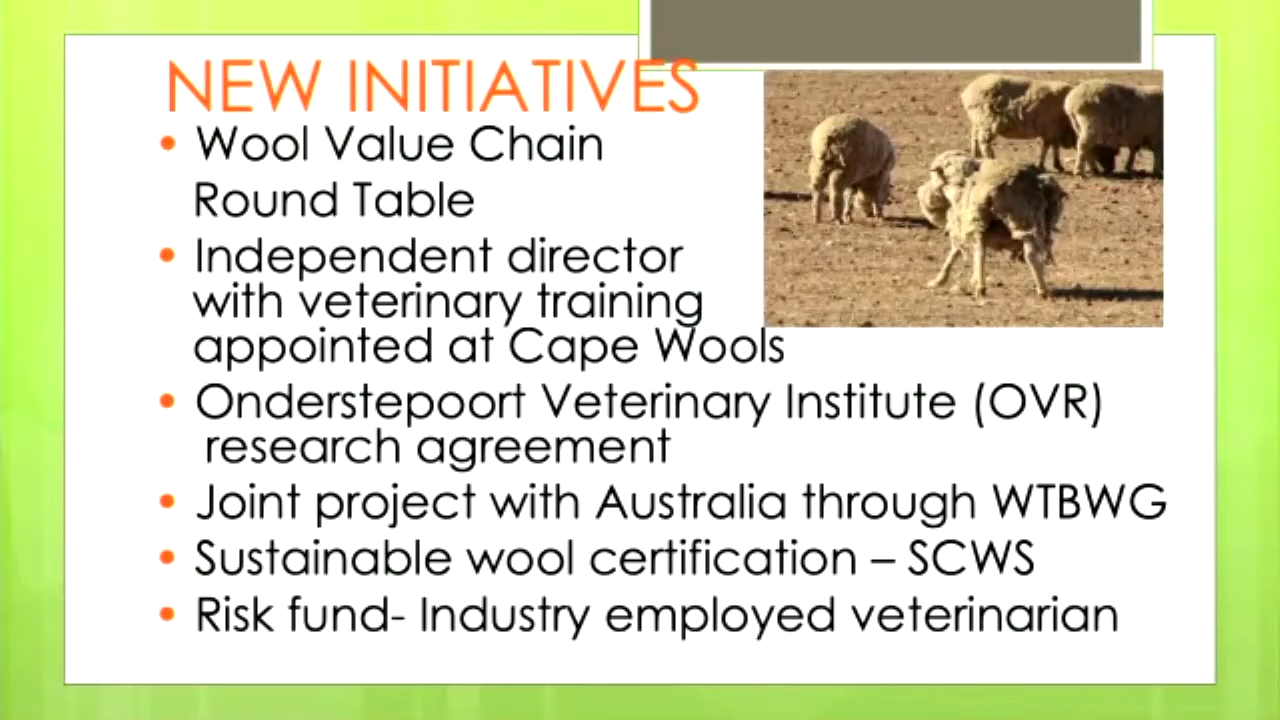 NEW INITIATIVES
• Wool Value Chain
Round Table
• Independent director
with veterinary training
appointed at Cape Wools
• Onderstepoort Veterinary Institute (OVR)
research agreement
• Joint project with Australia through WTBWG
• Sustainable wool certification – SCWS
• Risk fund- Industry employed veterinarian